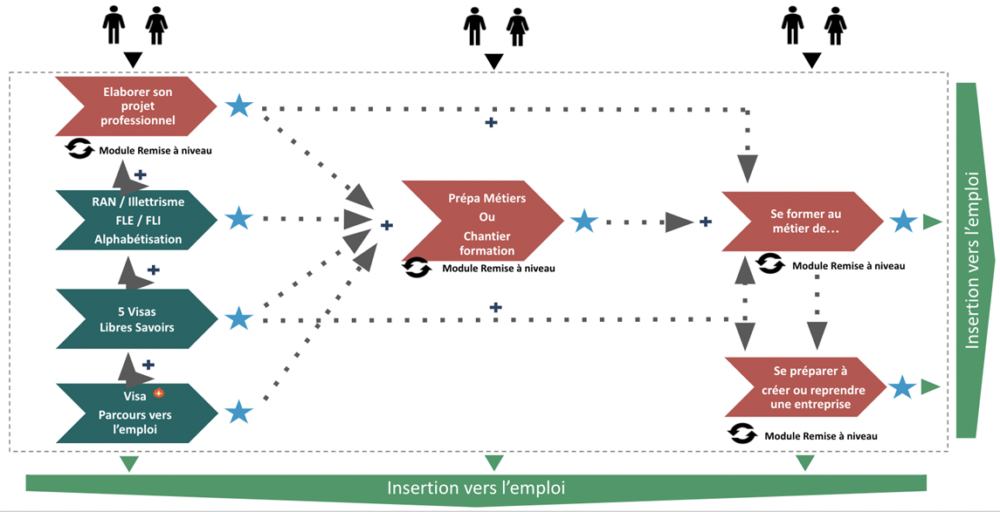 Elaborer son
projet
professionnel
Module Remise à niveau
RAN / Illettrisme
FLE / FLI
Alphabétisation
5 Visas
Libres Savoirs
Visa
Parcours vers
l'emploi
Prépa Métiers
Ou
Chantier
formation
Module Remise à niveau
Se former au
métier de…
Module Remise à niveau
Se préparer à
créer ou reprendre
une entreprise
Module Remise à niveau
Insertion vers l'emploi
Insertion vers l'emploi